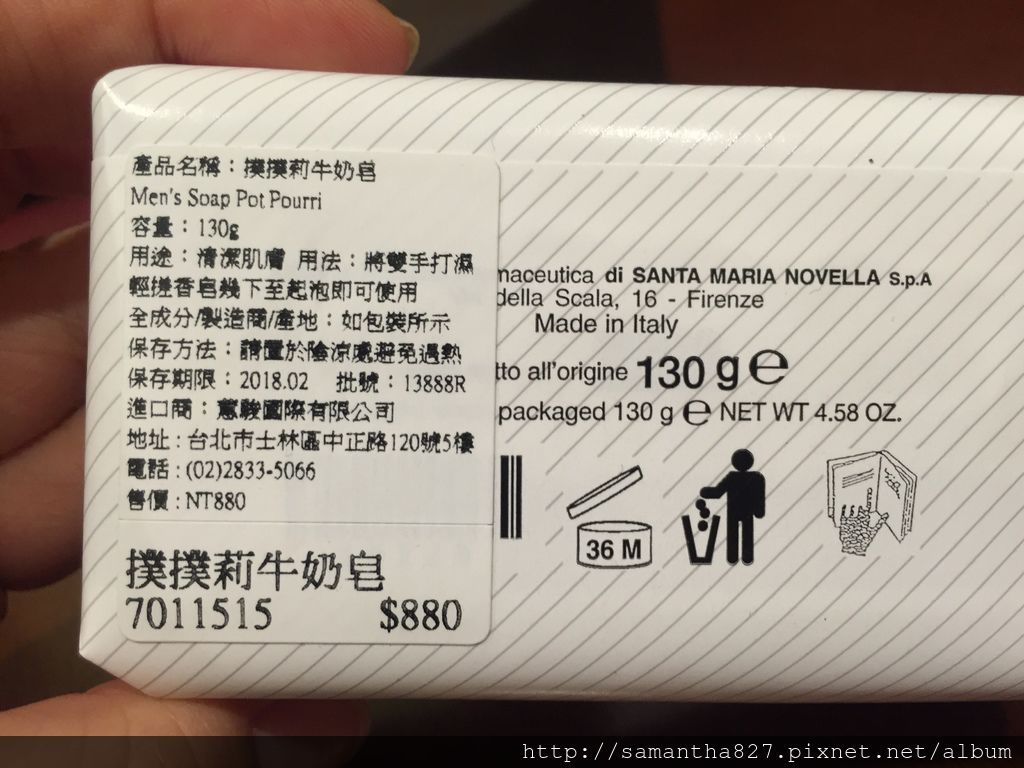 產品名稱：撲撲莉牛奶皂
Men's Soap Pot Pourri
容量：130g
用途：清潔肌膚 用法：將雙手打濕
輕搓香皂幾下至起泡即可使用
全成分/製造商/產地：如包裝所示
保存方法：請置於陰涼處避免過熱
保存期限：2018.02 批號：13888R
進口商：蕙駿國際有限公司
地址：台北市士林區中正路120號5樓
電話：(02)2833-5066
售價：NT880
撲撲莉牛奶皂
7011515 $880
maceutica di SANTA MARIA NOVELLA S.p.A
della Scala, 16 - Firenze
Made in Italy
tto all'origine 130 g e
packaged 130 g e NET WT 4.58 OZ.
36 M
http://samantha827.pixnet.net/album